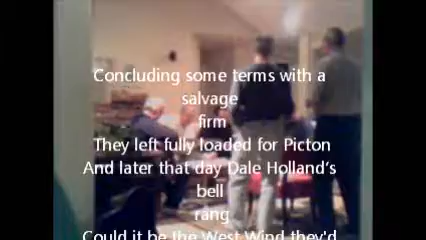 Concluding some terms with a
salvage
firm
They left fully loaded for Picton
And later that day Dale Holland's
bell
rang
Could it be the West Wind they'd